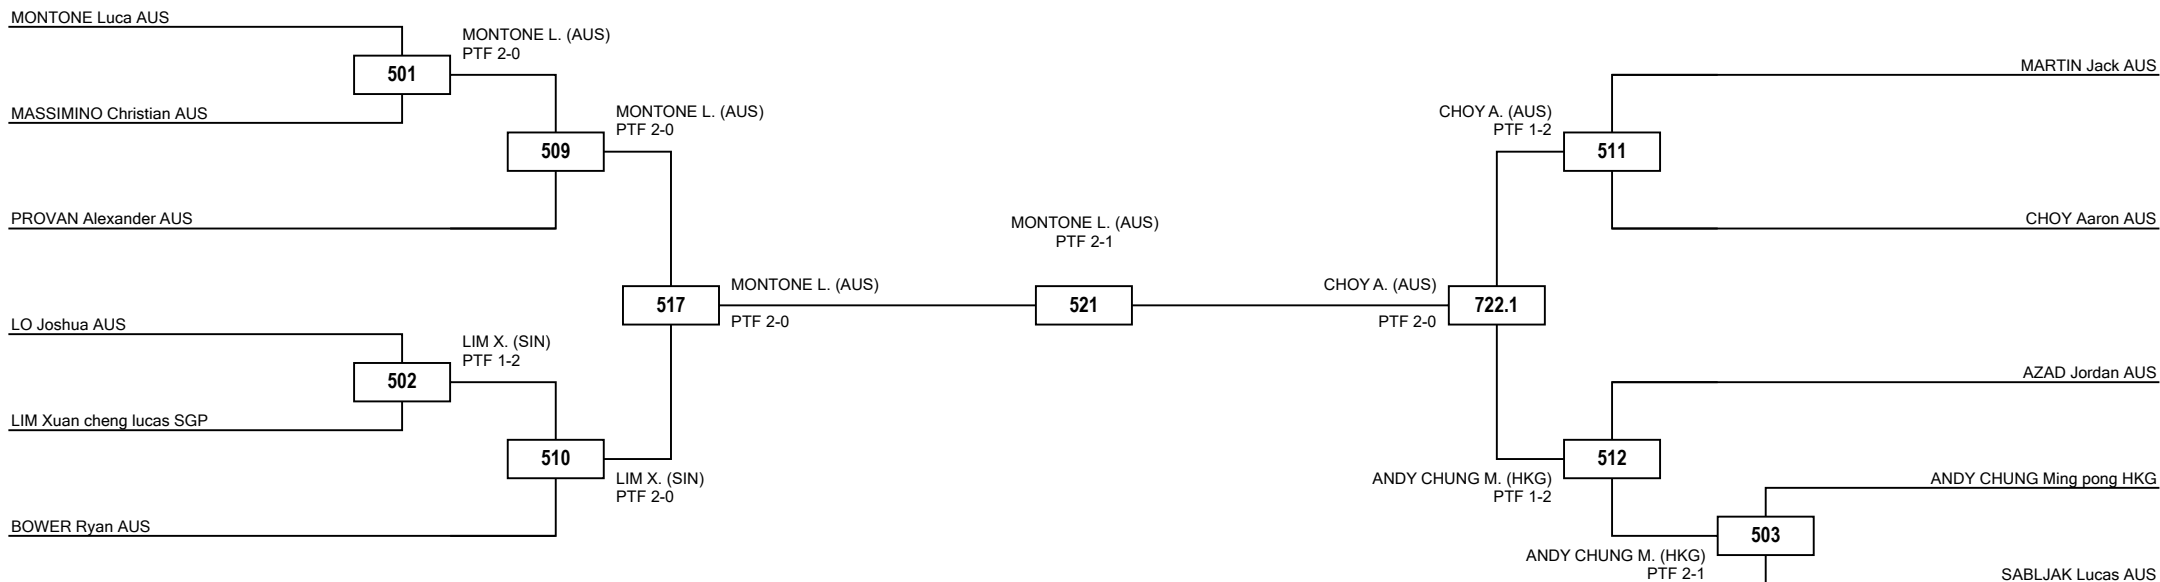 MONTONE Luca AUS
MONTONE L. (AUS)
PTF 2-0
501
MASSIMINO Christian AUS
MONTONE L. (AUS)
PTF 2-0
509
PROVAN Alexander AUS
LO Joshua AUS
LIM X. (SIN)
PTF 1-2
502
LIM Xuan cheng lucas SGP
510
LIM X. (SIN)
PTF 2-0
BOWER Ryan AUS
517
MONTONE L. (AUS)
PTF 2-0
MONTONE L. (AUS)
PTF 2-1
521
CHOY A. (AUS)
PTF 2-0
722.1
MARTIN Jack AUS
CHOY A. (AUS)
PTF 1-2
511
CHOY Aaron AUS
AZAD Jordan AUS
512
ANDY CHUNG M. (HKG)
PTF 1-2
ANDY CHUNG Ming pong HKG
503
ANDY CHUNG M. (HKG)
PTF 2-1
SABLJAK Lucas AUS